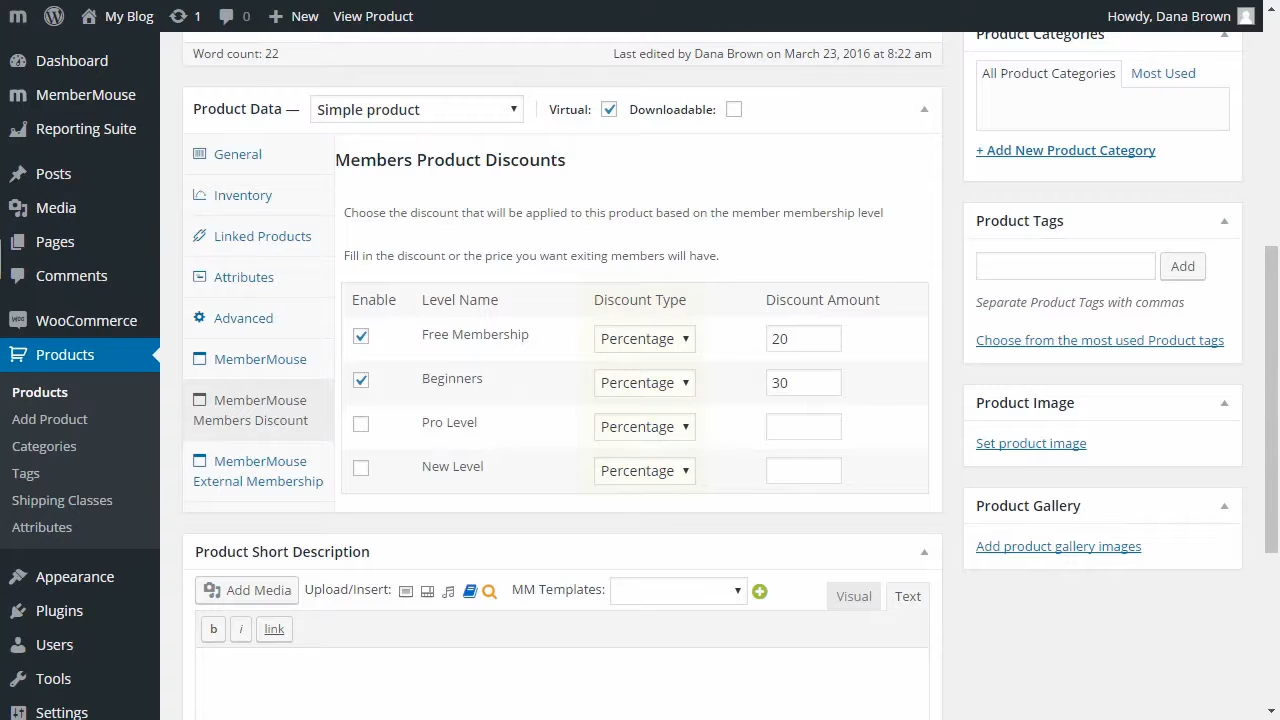 My Blog 1 0 New View Product Howdy, Dana Brown
Dashboard
MemberMouse
Reporting Suite
Posts
Media
Pages
Comments
WooCommerce
Products
Products
Add Product
Categories
Tags
Shipping Classes
Attributes
Appearance
Plugins
Users
Tools
Settings
Word count: 22 Last edited by Dana Brown on March 23, 2016 at 8:22 am
Product Data — Simple product Virtual: Downloadable:
General
Inventory
Linked Products
Attributes
Advanced
MemberMouse
MemberMouse
Members Discount
MemberMouse
External Membership
Members Product Discounts
Choose the discount that will be applied to this product based on the member membership level
Fill in the discount or the price you want exiting members will have.
Enable Level Name Discount Type Discount Amount
Free Membership Percentage 20
Beginners Percentage 30
Pro Level Percentage
New Level Percentage
Product Short Description
Add Media Upload/Insert: MM Templates: Visual Text
b i link
Product Categories
All Product Categories Most Used
+ Add New Product Category
Product Tags
Add
Separate Product Tags with commas
Choose from the most used Product tags
Product Image
Set product image
Product Gallery
Add product gallery images